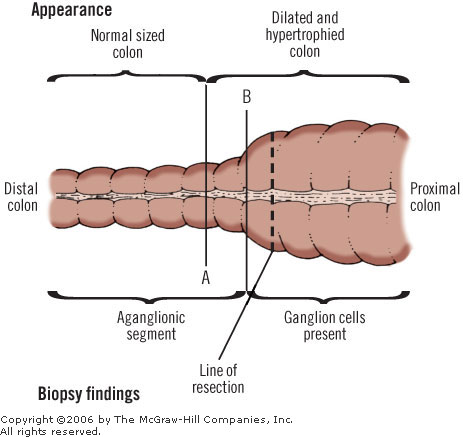 Appearance
Normal sized
colon
Dilated and
hypertrophied
colon
B
Distal
colon
Proximal
colon
A
Aganglionic
segment
Ganglion cells
present
Line of
resection
Biopsy findings
Copyright ©2006 by The McGraw-Hill Companies, Inc.
All rights reserved.